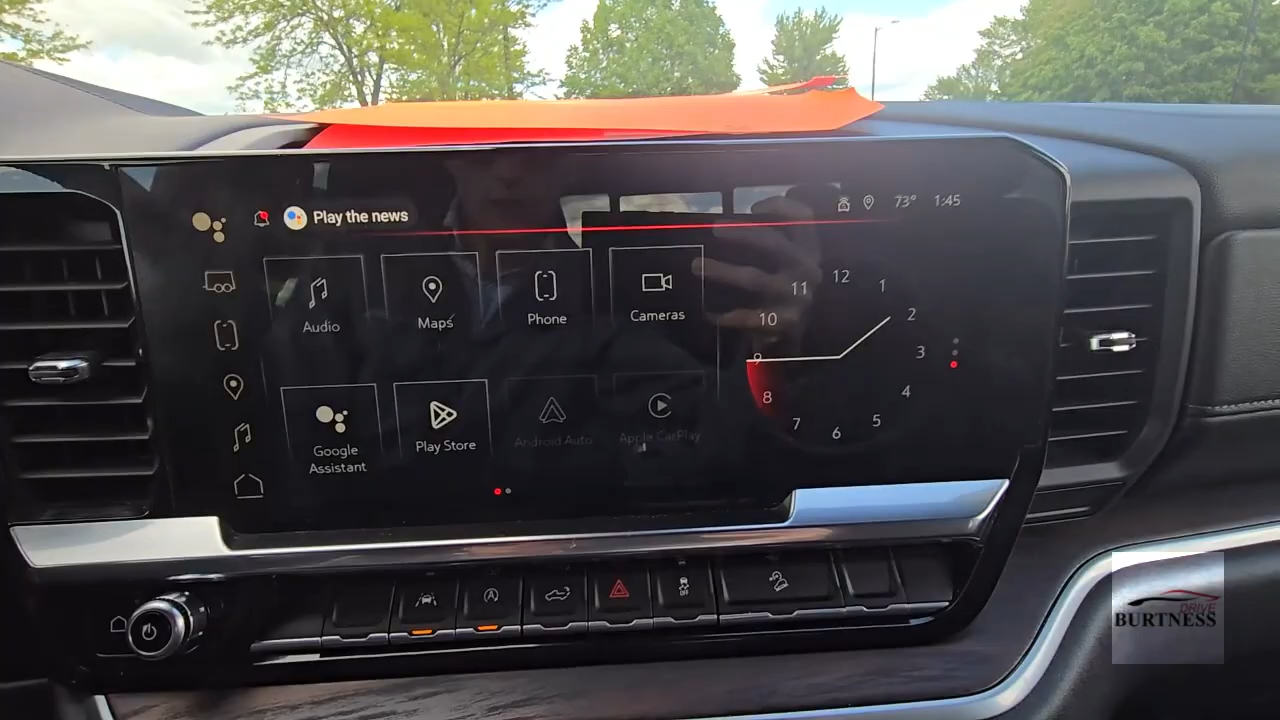 Play the news
73° 1:45
Audio
Maps
Phone
Cameras
12
11
1
10
2
9
3
8
4
7
5
6
Google
Assistant
Play Store
Android Auto
Apple CarPlay
A
OFF
DRIVE
BURTNESS